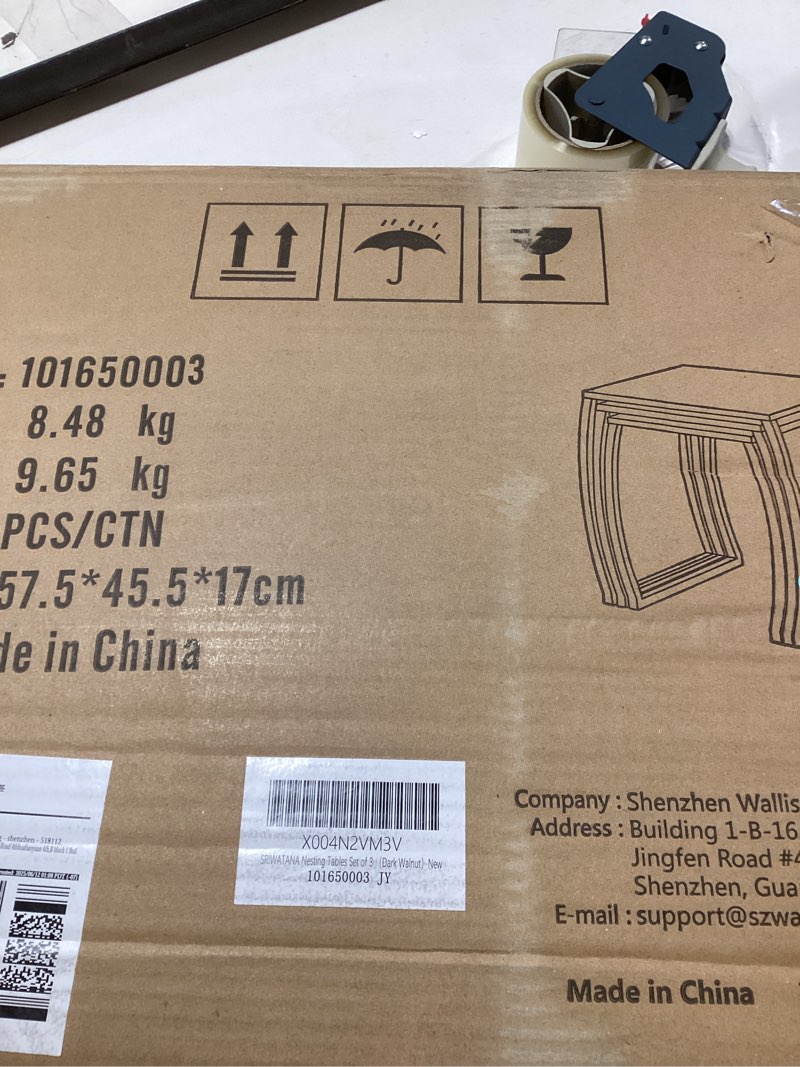 : 101650003
8.48 kg
9.65 kg
PCS/CTN
57.5*45.5*17cm
de in China
- shenzhen - 518112
X004N2VM3V
SRIWATANA Nesting Tables Set of 3 (Dark Walnut) New
101650003 JY
Company : Shenzhen Wallis
Address : Building 1-B-16
Jingfen Road #4
Shenzhen, Gua
E-mail : support@szwa
Made in China